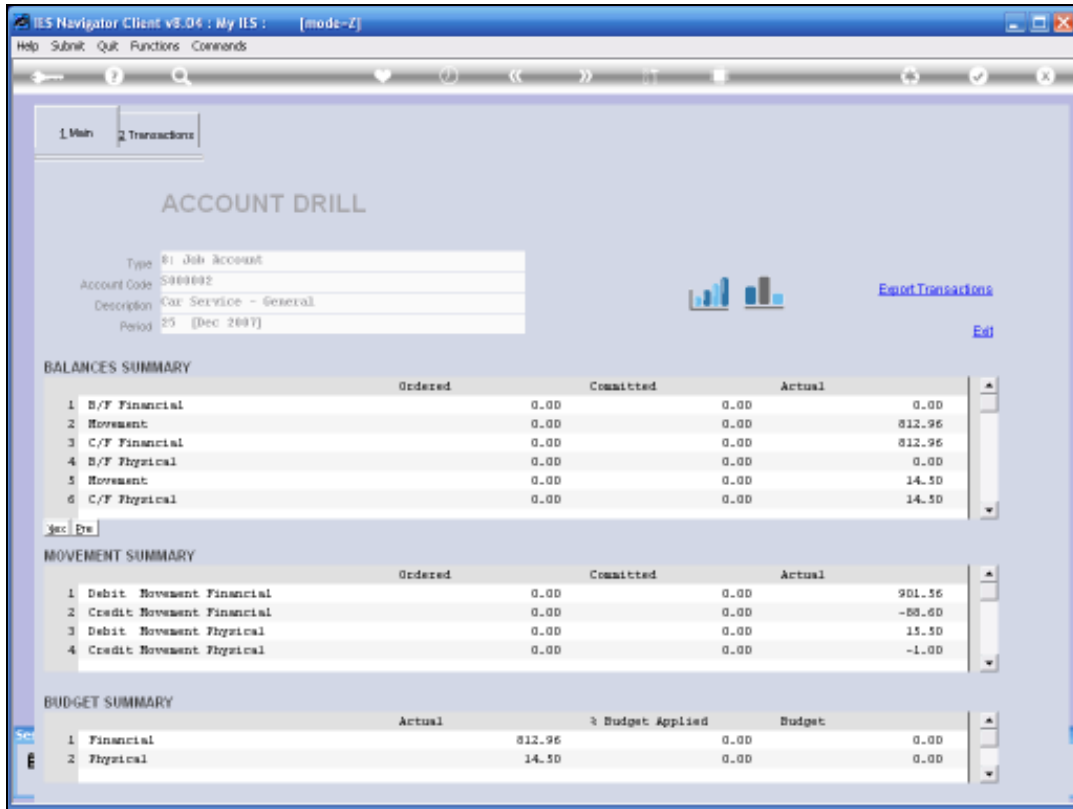 IES Navigator Client v8.04 : My IES : [mode=Z]
Help Submit Quit Functions Commands
1 Main 2 Transactions
ACCOUNT DRILL
Type 8: Job Account
Account Code S000002
Description Car Service - General
Period 25 [Dec 2007]
Export Transactions
Exit
BALANCES SUMMARY
Ordered Committed Actual
1 B/F Financial 0.00 0.00 0.00
2 Movement 0.00 0.00 812.96
3 C/F Financial 0.00 0.00 812.96
4 B/F Physical 0.00 0.00 0.00
5 Movement 0.00 0.00 14.50
6 C/F Physical 0.00 0.00 14.50
Nex Pre
MOVEMENT SUMMARY
Ordered Committed Actual
1 Debit Movement Financial 0.00 0.00 901.56
2 Credit Movement Financial 0.00 0.00 -88.60
3 Debit Movement Physical 0.00 0.00 15.50
4 Credit Movement Physical 0.00 0.00 -1.00
BUDGET SUMMARY
Actual % Budget Applied Budget
1 Financial 812.96 0.00 0.00
2 Physical 14.50 0.00 0.00